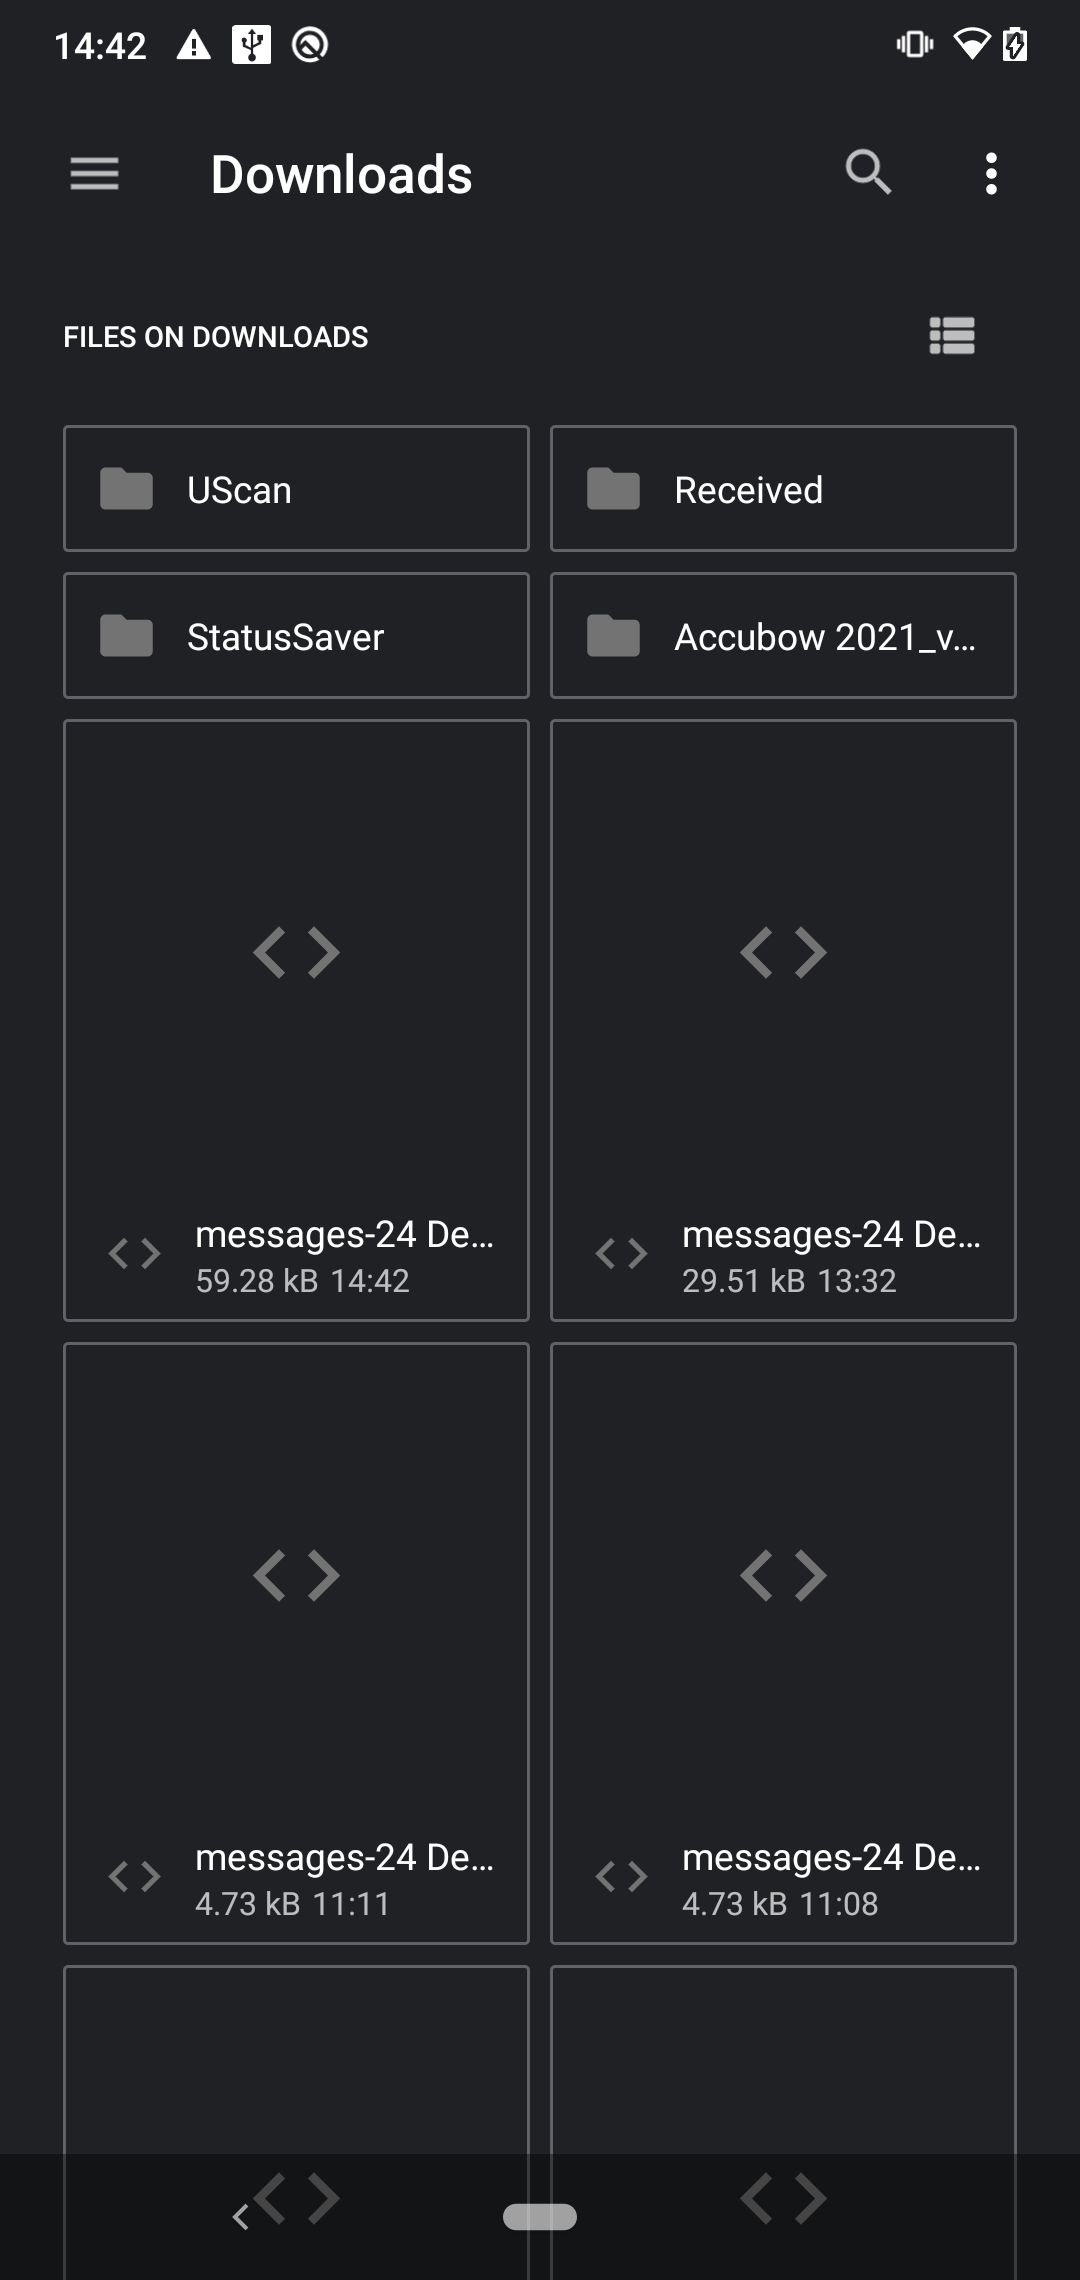 14:42
Downloads
FILES ON DOWNLOADS
UScan
Received
StatusSaver
Accubow 2021_v...
messages-24 De...
59.28 kB 14:42
messages-24 De...
29.51 kB 13:32
messages-24 De...
4.73 kB 11:11
messages-24 De...
4.73 kB 11:08